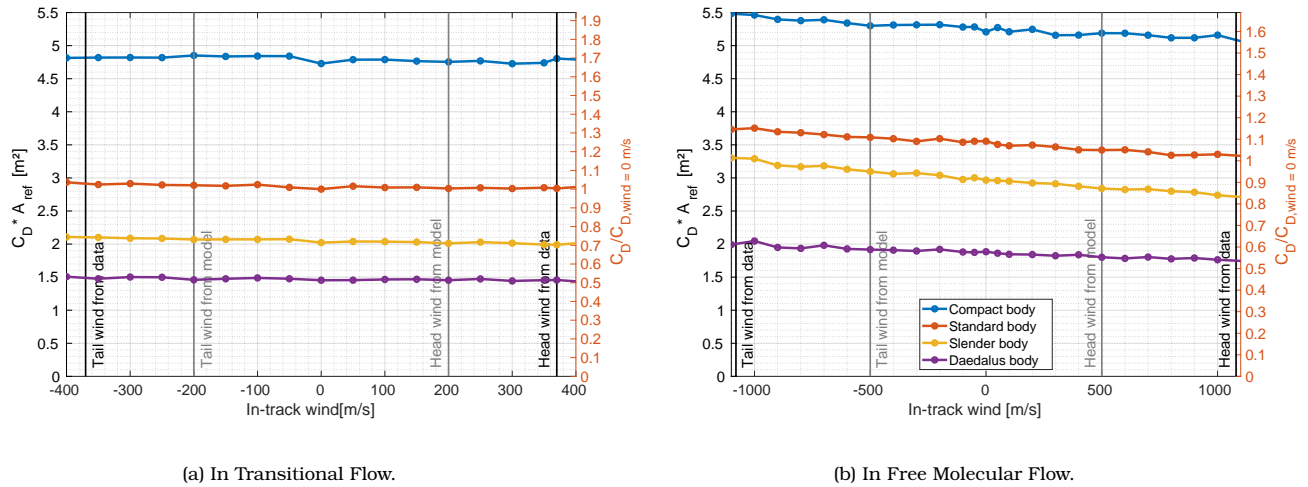 5.5
5
4.5
4
3.5
3
2.5
2
1.5
1
0.5
0
C_D * A_ref [m²]
1.9
1.8
1.7
1.6
1.5
1.4
1.3
1.2
1.1
1.0
0.9
0.8
0.7
0.6
0.5
0.4
0.3
0.2
0.1
0
C_D/C_D,wind = 0 m/s
Tail wind from data
Tail wind from model
Head wind from model
Head wind from data
-400 -300 -200 -100 0 100 200 300 400
In-track wind[m/s]
(a) In Transitional Flow.
5.5
5
4.5
4
3.5
3
2.5
2
1.5
1
0.5
0
C_D * A_ref [m²]
1.6
1.5
1.4
1.3
1.2
1.1
1
0.9
0.8
0.7
0.6
0.5
0.4
0.3
0.2
0.1
0
C_D/C_D,wind = 0 m/s
Tail wind from data
Tail wind from model
Head wind from model
Head wind from data
Compact body
Standard body
Slender body
Daedalus body
-1000 -500 0 500 1000
In-track wind [m/s]
(b) In Free Molecular Flow.